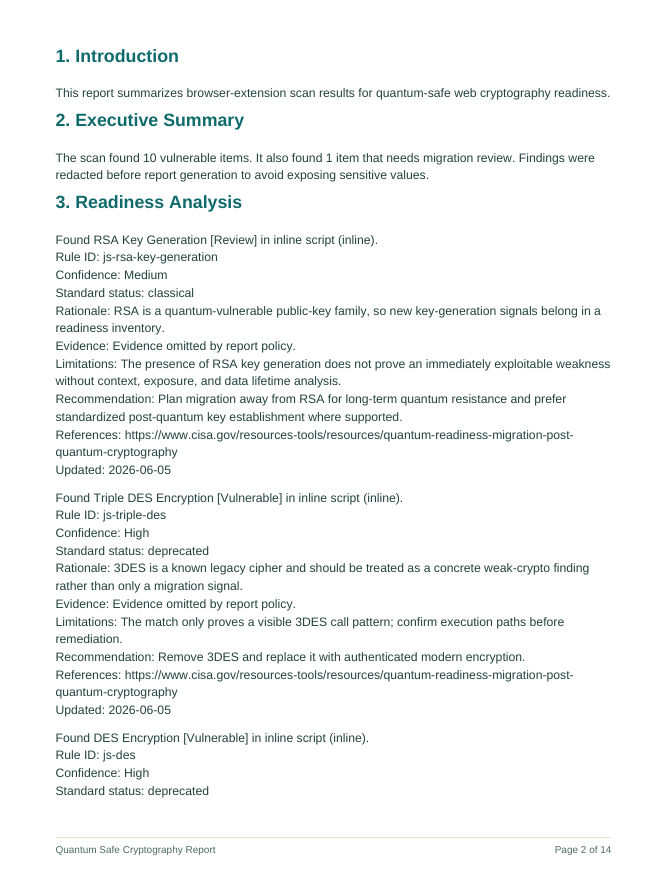 1. Introduction
This report summarizes browser-extension scan results for quantum-safe web cryptography readiness.
2. Executive Summary
The scan found 10 vulnerable items. It also found 1 item that needs migration review. Findings were
redacted before report generation to avoid exposing sensitive values.
3. Readiness Analysis
Found RSA Key Generation [Review] in inline script (inline).
Rule ID: js-rsa-key-generation
Confidence: Medium
Standard status: classical
Rationale: RSA is a quantum-vulnerable public-key family, so new key-generation signals belong in a
readiness inventory.
Evidence: Evidence omitted by report policy.
Limitations: The presence of RSA key generation does not prove an immediately exploitable weakness
without context, exposure, and data lifetime analysis.
Recommendation: Plan migration away from RSA for long-term quantum resistance and prefer
standardized post-quantum key establishment where supported.
References: https://www.cisa.gov/resources-tools/resources/quantum-readiness-migration-post-
quantum-cryptography
Updated: 2026-06-05
Found Triple DES Encryption [Vulnerable] in inline script (inline).
Rule ID: js-triple-des
Confidence: High
Standard status: deprecated
Rationale: 3DES is a known legacy cipher and should be treated as a concrete weak-crypto finding
rather than only a migration signal.
Evidence: Evidence omitted by report policy.
Limitations: The match only proves a visible 3DES call pattern; confirm execution paths before
remediation.
Recommendation: Remove 3DES and replace it with authenticated modern encryption.
References: https://www.cisa.gov/resources-tools/resources/quantum-readiness-migration-post-
quantum-cryptography
Updated: 2026-06-05
Found DES Encryption [Vulnerable] in inline script (inline).
Rule ID: js-des
Confidence: High
Standard status: deprecated
Quantum Safe Cryptography Report
Page 2 of 14